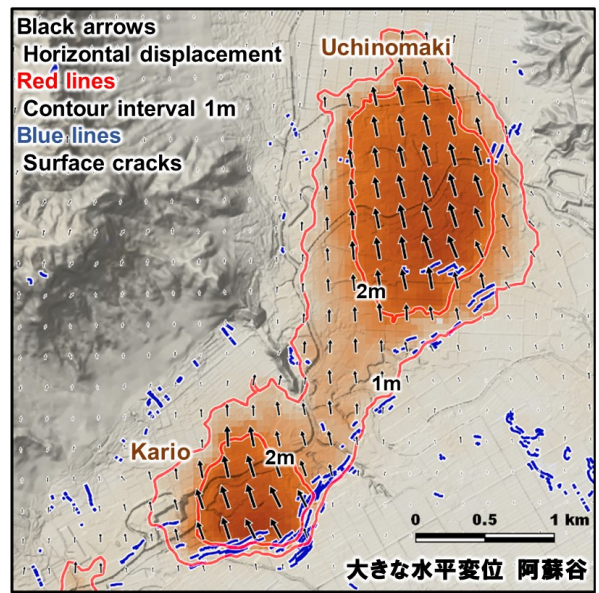 Black arrows
Horizontal displacement
Red lines
Contour interval 1m
Blue lines
Surface cracks
Uchinomaki
2m
1m
Kario
2m
0 0.5 1 km
大きな水平変位 阿蘇谷